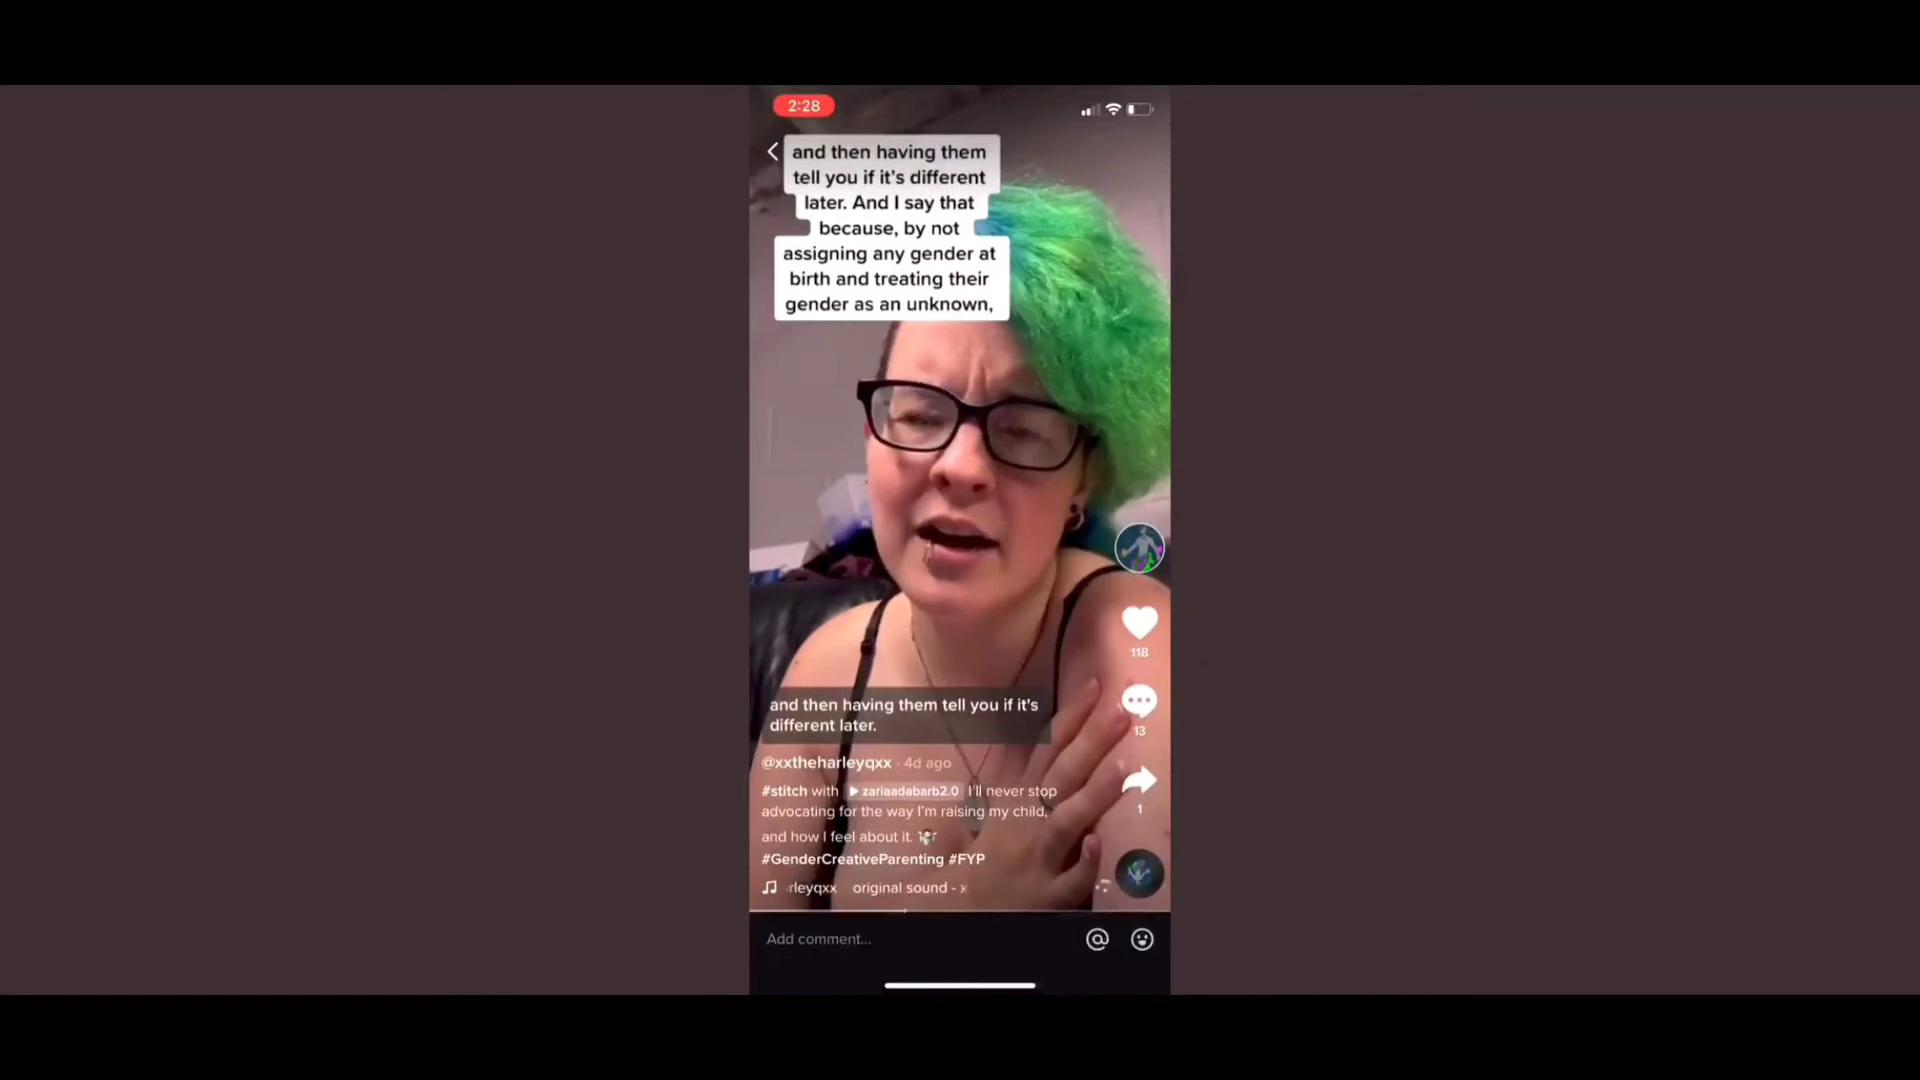 2:28
and then having them
tell you if it's different
later. And I say that
because, by not
assigning any gender at
birth and treating their
gender as an unknown,
118
and then having them tell you if it's
different later.
13
@xxtheharleyqxx · 4d ago
#stitch with ▶ zariaadabarb2.0 I'll never stop
advocating for the way I'm raising my child,
1
and how I feel about it.
#GenderCreativeParenting #FYP
rleyqxx original sound - x
Add comment...